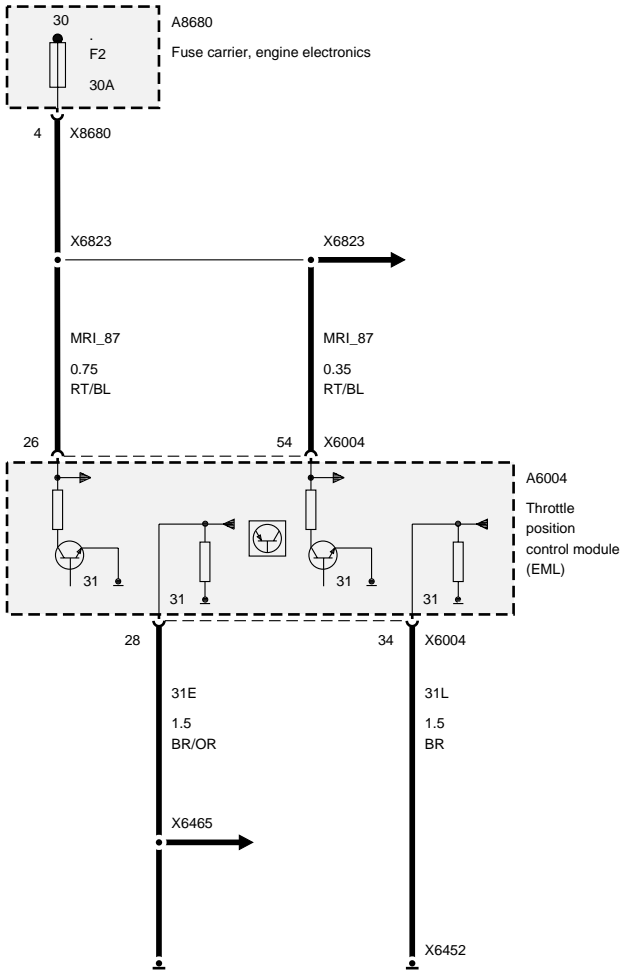 30
A8680
.
F2
Fuse carrier, engine electronics
30A
4
X8680
X6823
X6823
MRI_87
0.75
RT/BL
MRI_87
0.35
RT/BL
26
54
X6004
A6004
Throttle
position
control module
(EML)
31
31
31
31
28
34
X6004
31E
1.5
BR/OR
31L
1.5
BR
X6465
X6452